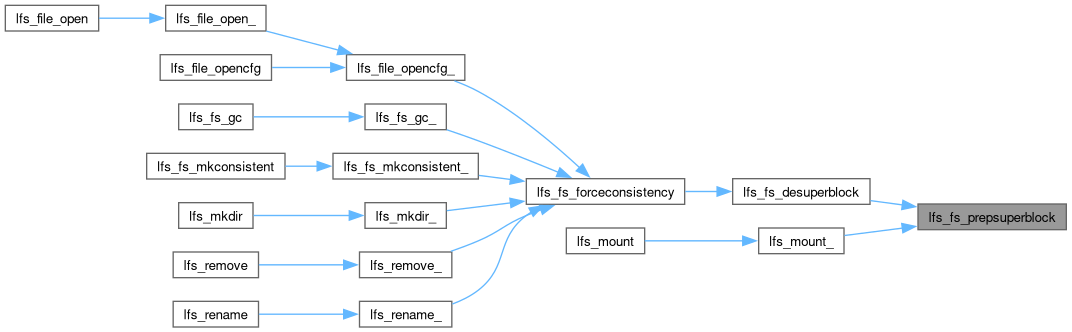 lfs_file_open
lfs_file_open_
lfs_file_opencfg
lfs_file_opencfg_
lfs_fs_gc
lfs_fs_gc_
lfs_fs_mkconsistent
lfs_fs_mkconsistent_
lfs_fs_forceconsistency
lfs_fs_desuperblock
lfs_fs_prepsuperblock
lfs_mkdir
lfs_mkdir_
lfs_mount
lfs_mount_
lfs_remove
lfs_remove_
lfs_rename
lfs_rename_